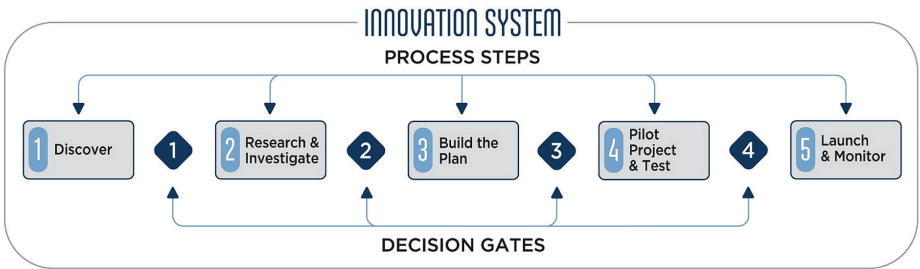 INNOVATION SYSTEM
PROCESS STEPS
1 Discover
1
2 Research &
Investigate
2
3 Build the
Plan
3
4 Pilot
Project
& Test
4
5 Launch
& Monitor
DECISION GATES